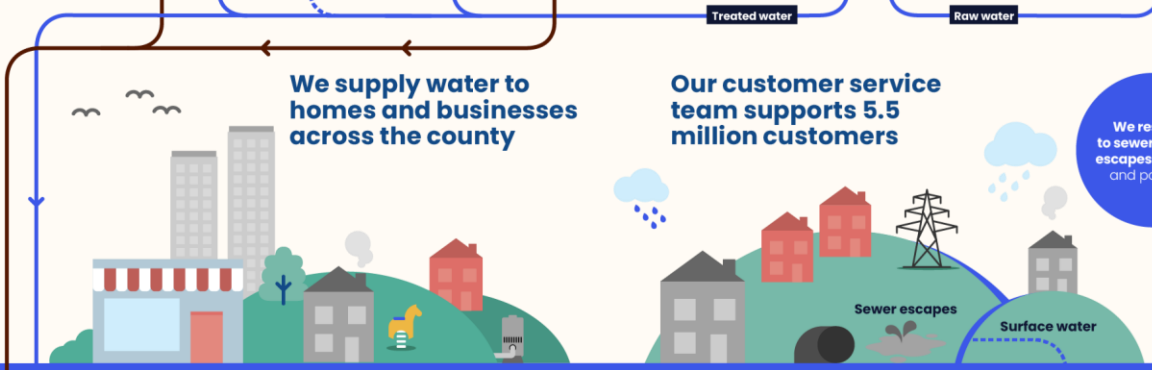 Treated water
Raw water
We supply water to
homes and businesses
across the county
Our customer service
team supports 5.5
million customers
We re
to sewer
escapes
and po
Sewer escapes
Surface water